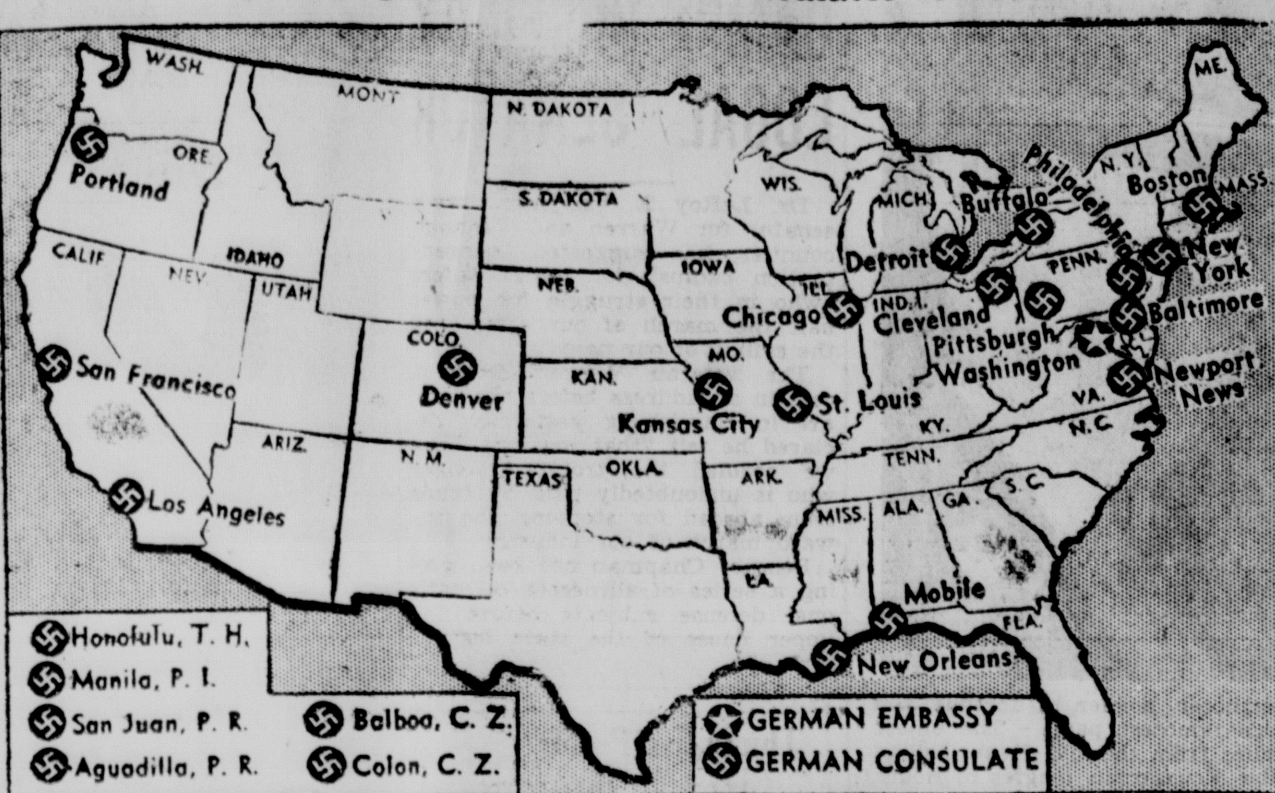 WASH.
MONT
N. DAKOTA
ME.
ORE.
Portland
S. DAKOTA
WIS.
MICH.
Buffalo
Philadelphia
N. Y.
Boston
MASS.
CALIF
NEV.
IDAHO
UTAH
NEB.
IOWA
ILL.
IND.
Detroit
PENN.
New
York
Chicago
Cleveland
Baltimore
Pittsburgh
Washington
San Francisco
COLO.
Denver
KAN.
MO.
Kansas City
St. Louis
KY.
VA.
Newport
News
N. C.
ARIZ.
N. M.
TEXAS
OKLA.
ARK.
TENN.
S. C.
Los Angeles
MISS.
ALA.
GA.
LA.
Mobile
FLA.
New Orleans
Honolulu, T. H.
Manila, P. I.
San Juan, P. R.
Aguadilla, P. R.
Balboa, C. Z.
Colon, C. Z.
GERMAN EMBASSY
GERMAN CONSULATE